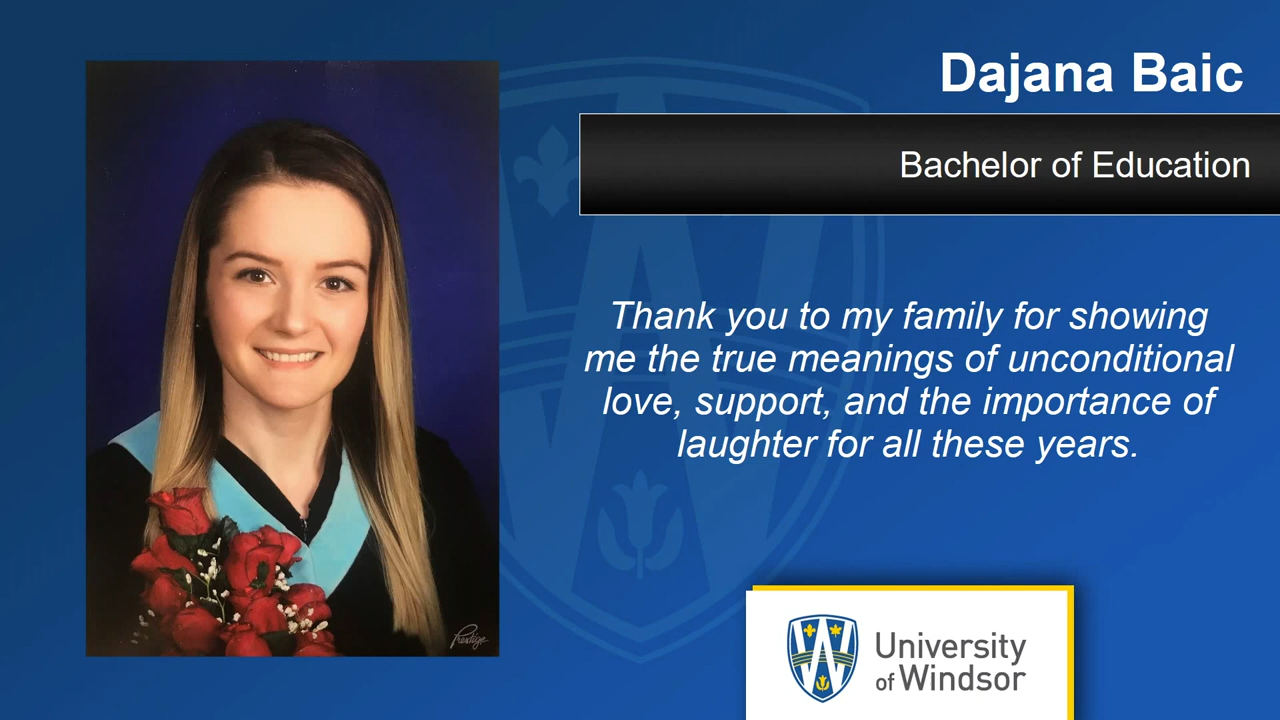 Dajana Baic
Bachelor of Education
Thank you to my family for showing
me the true meanings of unconditional
love, support, and the importance of
laughter for all these years.
Prestige
University
of Windsor